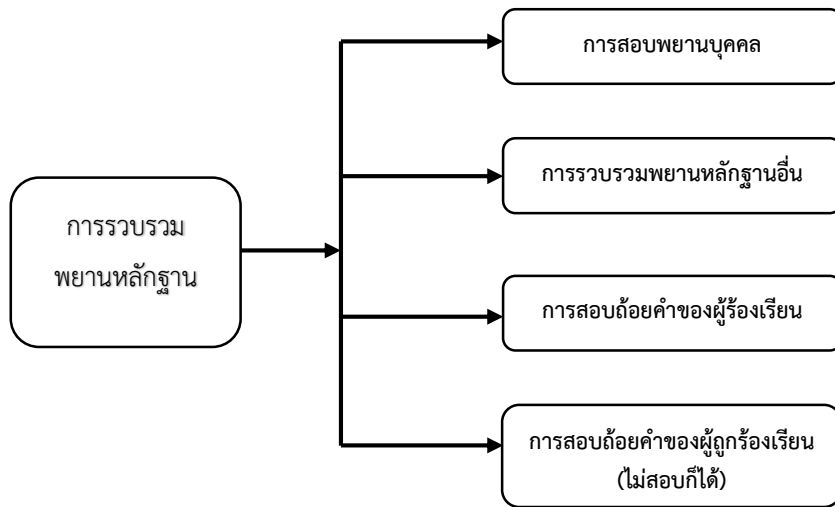 การสอบพยานบุคคล
การรวบรวมพยานหลักฐานอื่น
การรวบรวม
พยานหลักฐาน
การสอบถ้อยคำของผู้ร้องเรียน
การสอบถ้อยคำของผู้ถูกร้องเรียน
(ไม่สอบก็ได้)